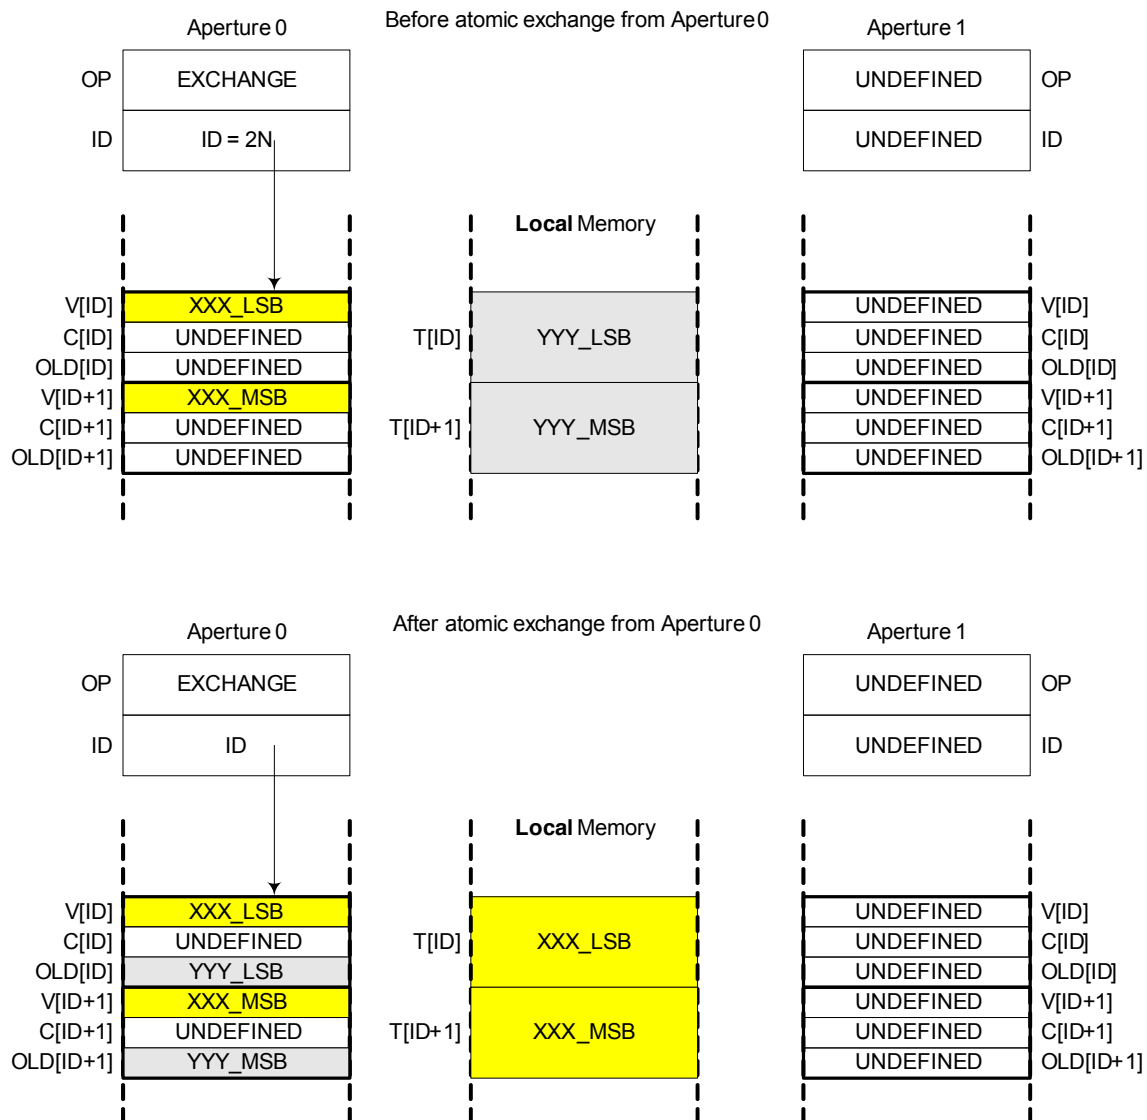 Before atomic exchange from Aperture 0
Aperture 0 Aperture 1
OP EXCHANGE UNDEFINED OP
ID ID = 2N UNDEFINED ID
Local Memory
V[ID] XXX_LSB UNDEFINED V[ID]
C[ID] UNDEFINED T[ID] YYY_LSB UNDEFINED C[ID]
OLD[ID] UNDEFINED UNDEFINED OLD[ID]
V[ID+1] XXX_MSB UNDEFINED V[ID+1]
C[ID+1] UNDEFINED T[ID+1] YYY_MSB UNDEFINED C[ID+1]
OLD[ID+1] UNDEFINED UNDEFINED OLD[ID+1]
After atomic exchange from Aperture 0
Aperture 0 Aperture 1
OP EXCHANGE UNDEFINED OP
ID ID UNDEFINED ID
Local Memory
V[ID] XXX_LSB UNDEFINED V[ID]
C[ID] UNDEFINED T[ID] XXX_LSB UNDEFINED C[ID]
OLD[ID] YYY_LSB UNDEFINED OLD[ID]
V[ID+1] XXX_MSB UNDEFINED V[ID+1]
C[ID+1] UNDEFINED T[ID+1] XXX_MSB UNDEFINED C[ID+1]
OLD[ID+1] YYY_MSB UNDEFINED OLD[ID+1]